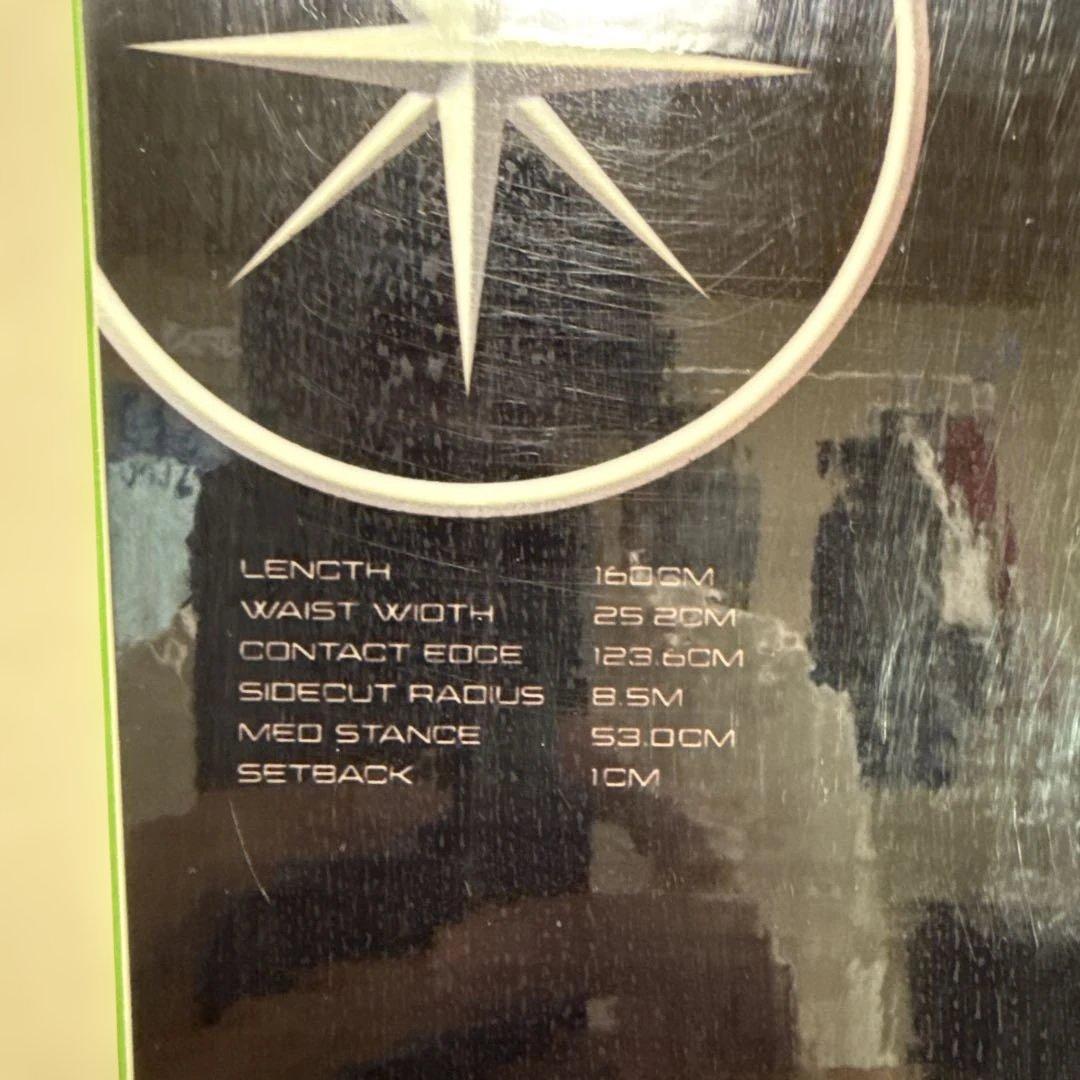 LENGTH 160CM
WAIST WIDTH 25.2CM
CONTACT EDGE 123.6CM
SIDECUT RADIUS 8.5M
MED STANCE 53.0CM
SETBACK 1CM